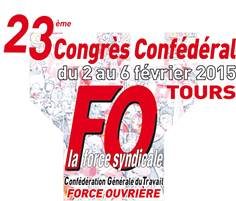 23ème Congrès Confédéral
du 2 au 6 février 2015
TOURS
FO
la force syndicale
Confédération Générale du Travail
FORCE OUVRIÈRE